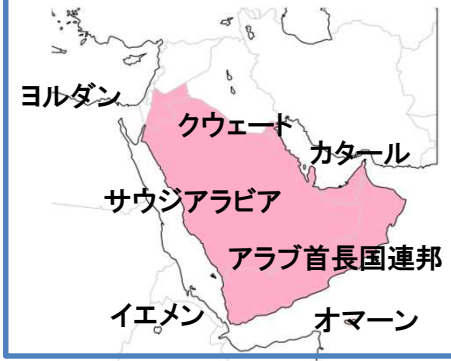 ヨルダン
クウェート
カタール
サウジアラビア
アラブ首長国連邦
イエメン
オマーン